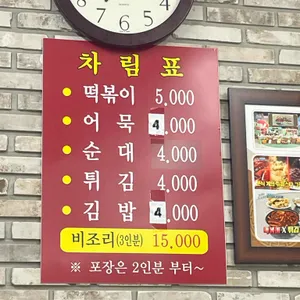 차림표
• 떡볶이 5,000
• 어묵 4,000
• 순대 4,000
• 튀김 4,000
• 김밥 4,000
비조리(3인분) 15,000
※ 포장은 2인분 부터~